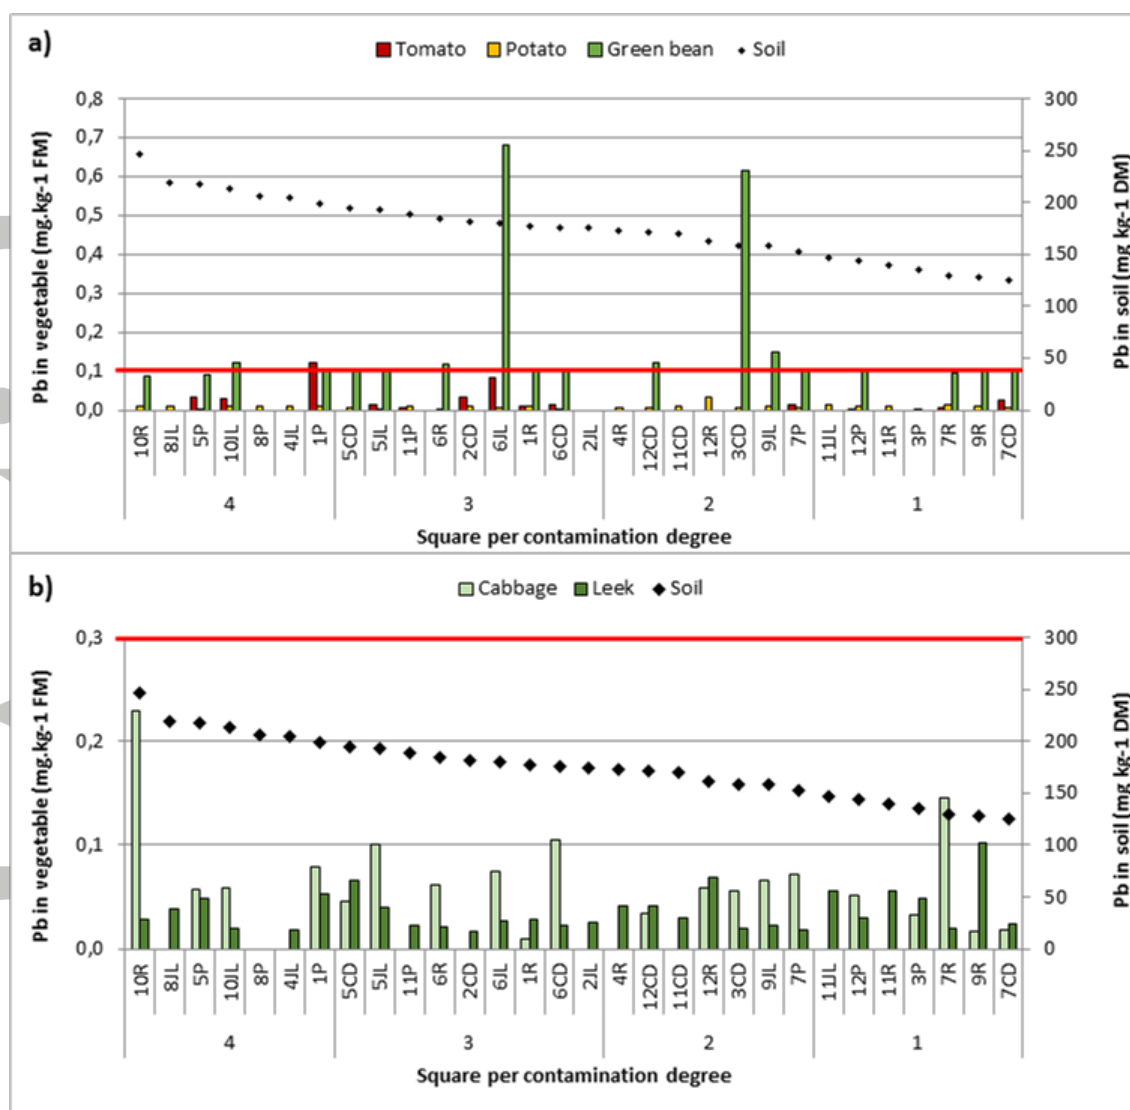 a)
Tomato Potato Green bean Soil
0,8
0,7
0,6
0,5
0,4
0,3
0,2
0,1
0,0
300
250
200
150
100
50
0
Pb in vegetable (mg.kg-1 FM)
Pb in soil (mg kg-1 DM)
10R 8JL 5P 10JL 8P 4JL 1P 5CD 5JL 11P 6R 2CD 6JL 1R 6CD 2JL 4R 12CD 11CD 12R 3CD 9JL 7P 11JL 12P 11R 3P 7R 9R 7CD
4 3 2 1
Square per contamination degree
b)
Cabbage Leek Soil
0,3
0,2
0,1
0,0
300
250
200
150
100
50
0
Pb in vegetable (mg.kg-1 FM)
Pb in soil (mg kg-1 DM)
10R 8JL 5P 10JL 8P 4JL 1P 5CD 5JL 11P 6R 2CD 6JL 1R 6CD 2JL 4R 12CD 11CD 12R 3CD 9JL 7P 11JL 12P 11R 3P 7R 9R 7CD
4 3 2 1
Square per contamination degree